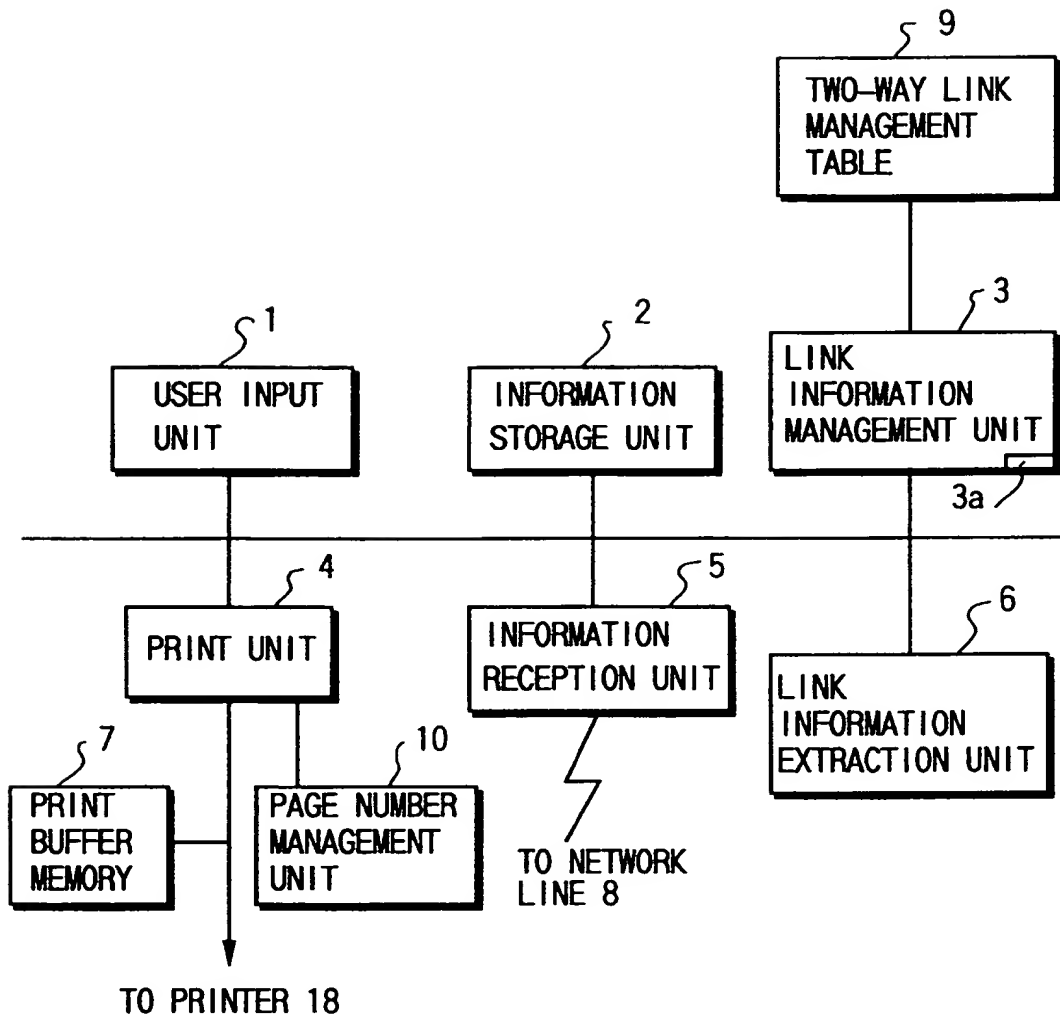 9
TWO-WAY LINK
MANAGEMENT
TABLE
1
USER INPUT
UNIT
2
INFORMATION
STORAGE UNIT
3
LINK
INFORMATION
MANAGEMENT UNIT
3a
4
PRINT UNIT
5
INFORMATION
RECEPTION UNIT
6
LINK
INFORMATION
EXTRACTION UNIT
7
PRINT
BUFFER
MEMORY
10
PAGE NUMBER
MANAGEMENT
UNIT
TO NETWORK
LINE 8
TO PRINTER 18